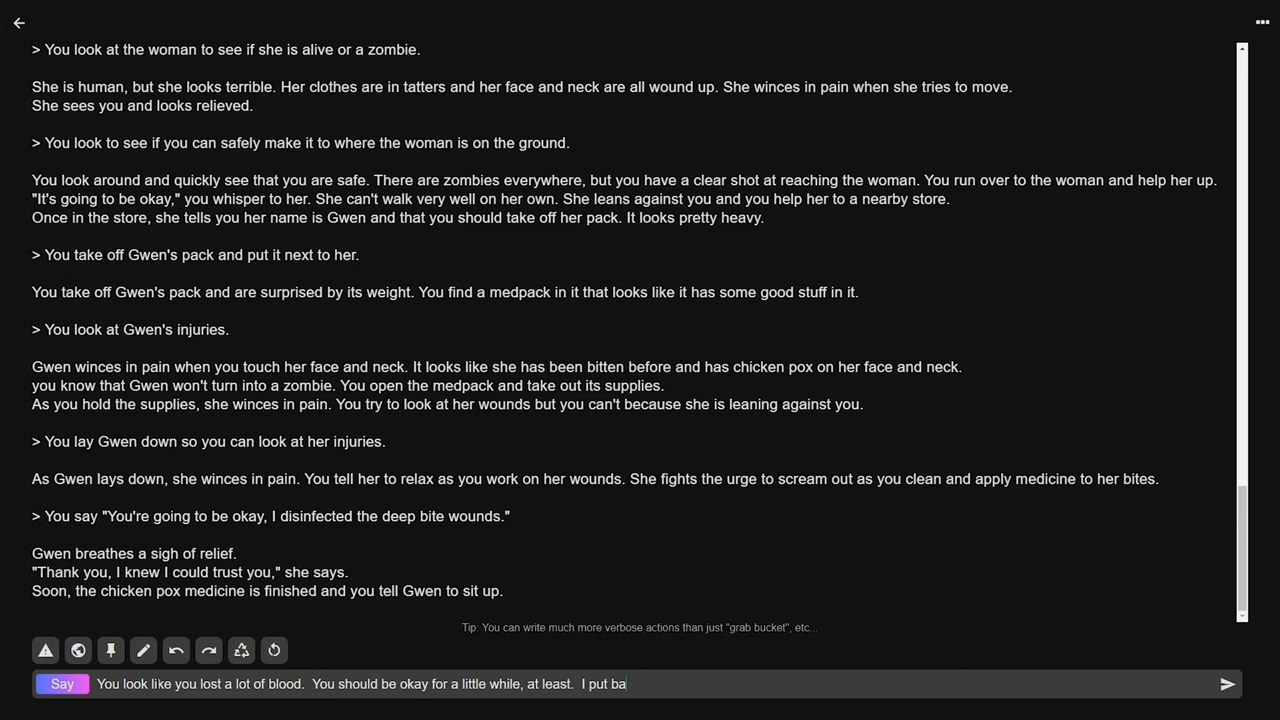 > You look at the woman to see if she is alive or a zombie.
She is human, but she looks terrible. Her clothes are in tatters and her face and neck are all wound up. She winces in pain when she tries to move.
She sees you and looks relieved.
> You look to see if you can safely make it to where the woman is on the ground.
You look around and quickly see that you are safe. There are zombies everywhere, but you have a clear shot at reaching the woman. You run over to the woman and help her up.
"It's going to be okay," you whisper to her. She can't walk very well on her own. She leans against you and you help her to a nearby store.
Once in the store, she tells you her name is Gwen and that you should take off her pack. It looks pretty heavy.
> You take off Gwen's pack and put it next to her.
You take off Gwen's pack and are surprised by its weight. You find a medpack in it that looks like it has some good stuff in it.
> You look at Gwen's injuries.
Gwen winces in pain when you touch her face and neck. It looks like she has been bitten before and has chicken pox on her face and neck.
you know that Gwen won't turn into a zombie. You open the medpack and take out its supplies.
As you hold the supplies, she winces in pain. You try to look at her wounds but you can't because she is leaning against you.
> You lay Gwen down so you can look at her injuries.
As Gwen lays down, she winces in pain. You tell her to relax as you work on her wounds. She fights the urge to scream out as you clean and apply medicine to her bites.
> You say "You're going to be okay, I disinfected the deep bite wounds."
Gwen breathes a sigh of relief.
"Thank you, I knew I could trust you," she says.
Soon, the chicken pox medicine is finished and you tell Gwen to sit up.
Tip: You can write much more verbose actions than just "grab bucket", etc...
Say You look like you lost a lot of blood.  You should be okay for a little while, at least.  I put ba